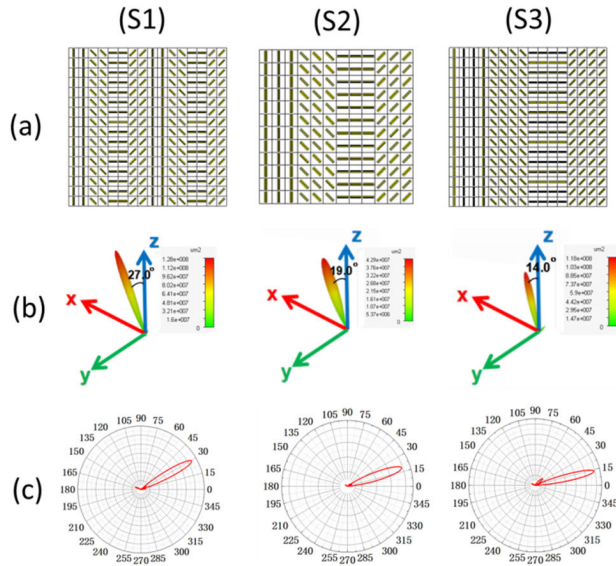 (S1) (S2) (S3)
(a)
(b)
z
27.0°
x
y
um2
1.28e+008
1.12e+008
9.62e+007
8.02e+007
6.41e+007
4.81e+007
3.21e+007
1.6e+007
0
z
19.0°
x
y
um2
4.29e+007
3.76e+007
3.22e+007
2.68e+007
2.15e+007
1.61e+007
1.07e+007
5.37e+006
0
z
14.0°
x
y
um2
1.18e+008
1.03e+008
8.85e+007
7.37e+007
5.9e+007
4.42e+007
2.95e+007
1.47e+007
0
(c)
105 90 75
120 60
135 45
150 30
165 15
180 0
195 345
210 330
225 315
240 300
255 270 285
105 90 75
120 60
135 45
150 30
165 15
180 0
195 345
210 330
225 315
240 300
255 270 285
105 90 75
120 60
135 45
150 30
165 15
180 0
195 345
210 330
225 315
240 300
255 270 285